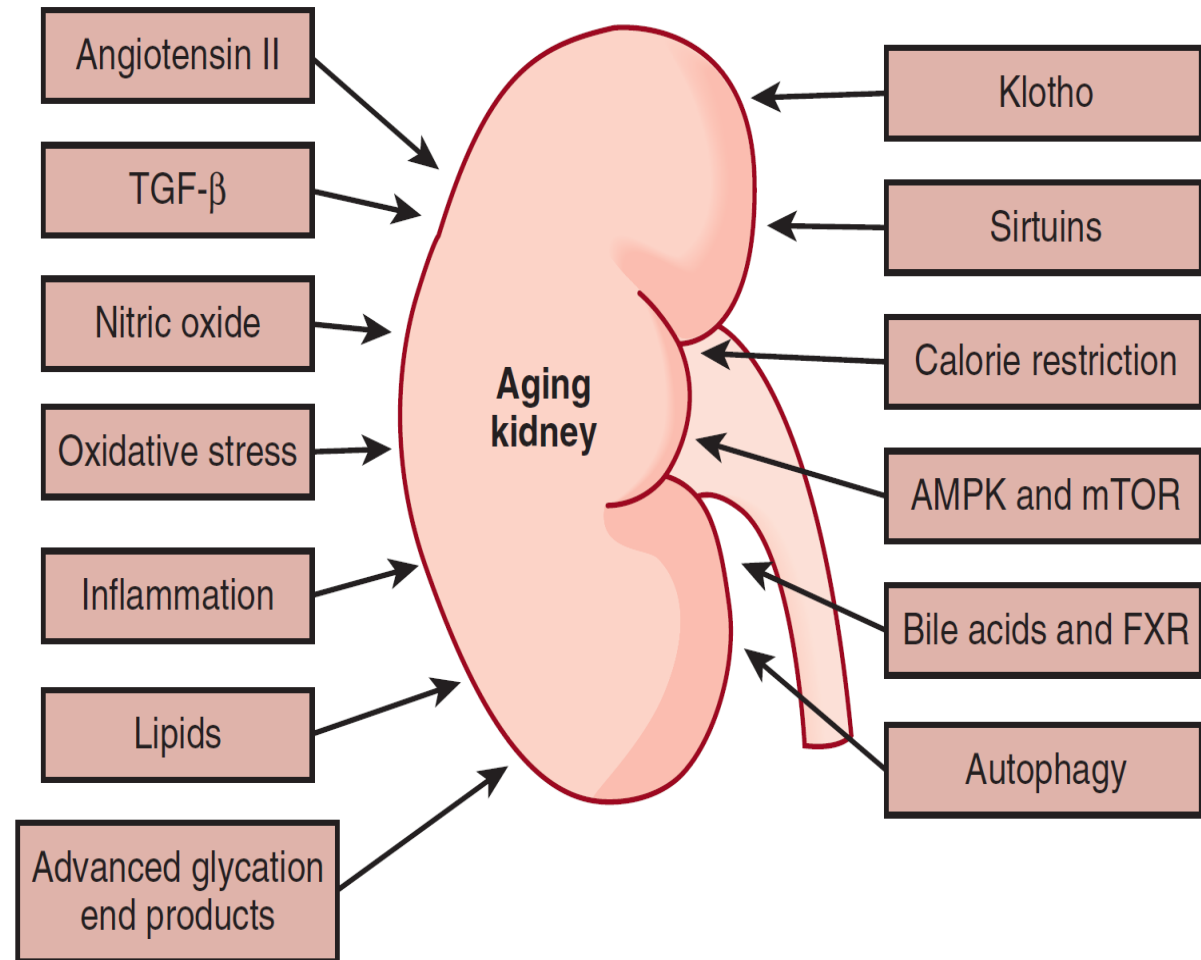 Angiotensin II
TGF-β
Nitric oxide
Oxidative stress
Inflammation
Lipids
Advanced glycation
end products
Aging
kidney
Klotho
Sirtuins
Calorie restriction
AMPK and mTOR
Bile acids and FXR
Autophagy